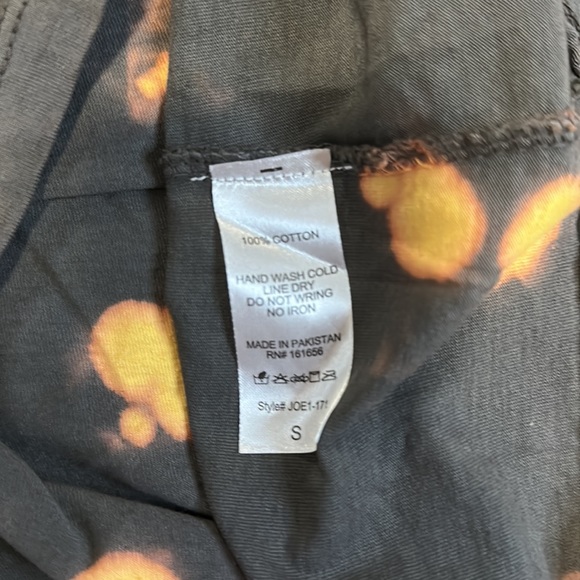 100% COTTON
HAND WASH COLD
LINE DRY
DO NOT WRING
NO IRON
MADE IN PAKISTAN
RN# 161656
Style# JOE1-171
S